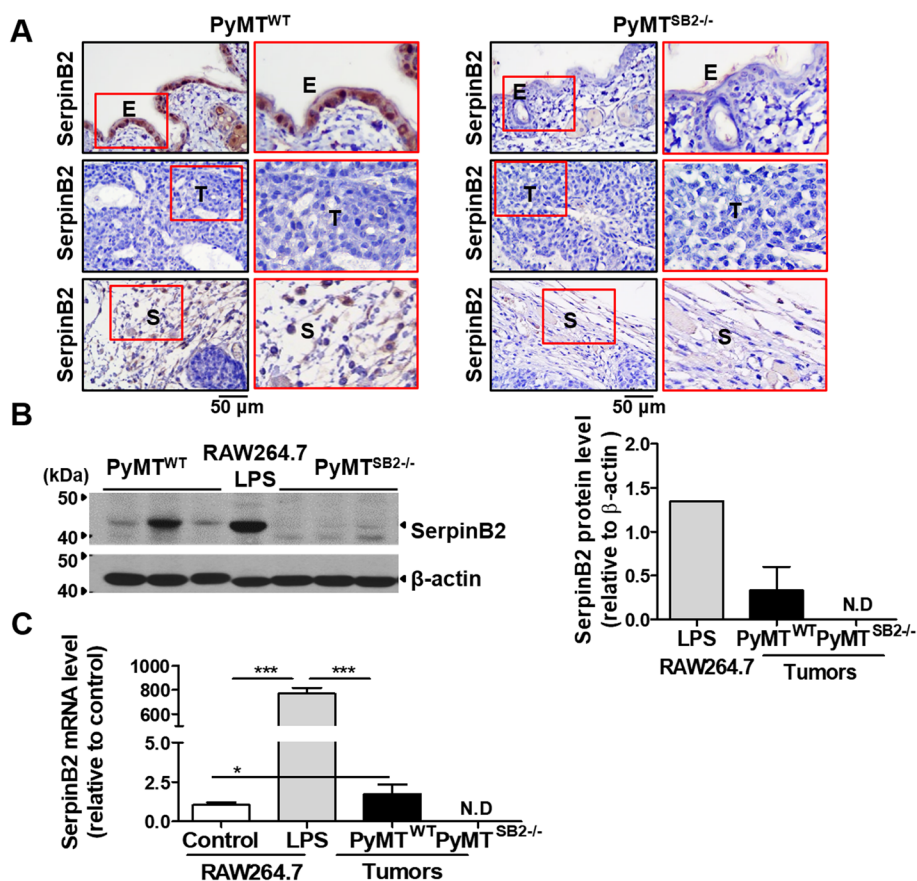 A
PyMTWT
PyMTSB2-/-
SerpinB2
E
E
SerpinB2
E
E
SerpinB2
T
T
SerpinB2
T
T
SerpinB2
S
S
SerpinB2
S
S
50 µm
50 µm
B
(kDa)
PyMTWT
RAW264.7
LPS
PyMTSB2-/-
50
40
SerpinB2
50
40
β-actin
SerpinB2 protein level
(relative to β-actin )
2.0
1.5
1.0
0.5
0.0
N.D
LPS
PyMTWT
PyMTSB2-/-
RAW264.7
Tumors
C
SerpinB2 mRNA level
(relative to control)
1000
800
600
5.0
2.5
0.0
***
***
*
N.D
Control
LPS
PyMTWT
PyMTSB2-/-
RAW264.7
Tumors